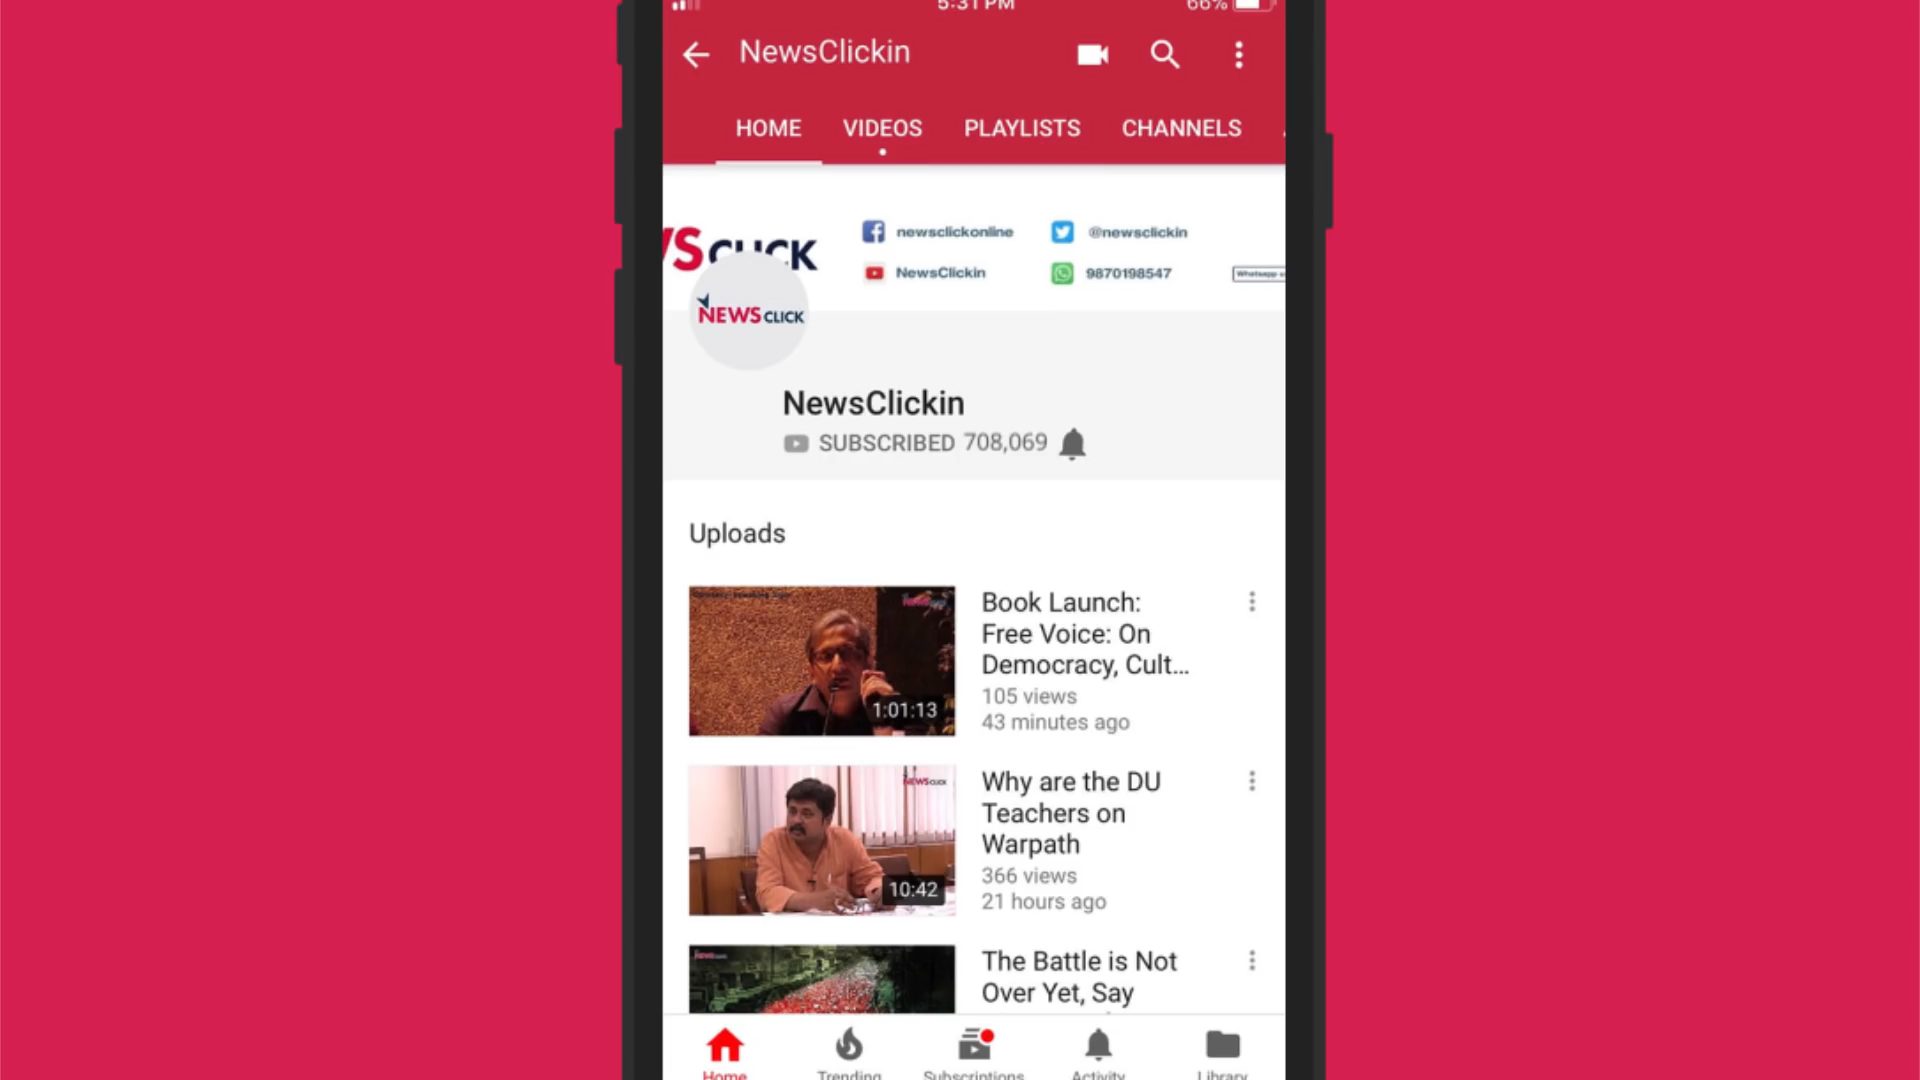 5:31 PM
66%
NewsClickin
HOME
VIDEOS
PLAYLISTS
CHANNELS
CLICK
newsclickonline
@newsclickin
NewsClickin
9870198547
Whatsapp
NEWS CLICK
NewsClickin
SUBSCRIBED 708,069
Uploads
Book Launch:
Free Voice: On
Democracy, Cult...
105 views
43 minutes ago
1:01:13
Why are the DU
Teachers on
Warpath
366 views
21 hours ago
NEWSCLICK
10:42
The Battle is Not
Over Yet, Say
Home
Trending
Subscriptions
Activity
Library